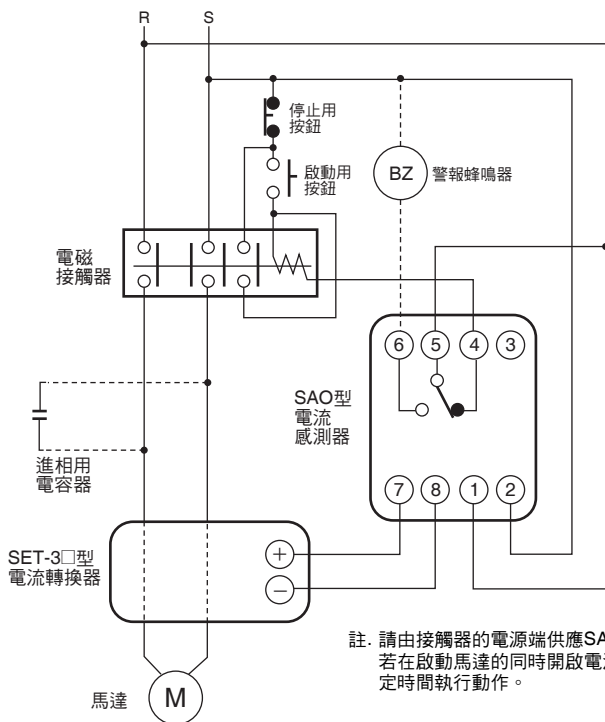 R S
停止用
按鈕
啟動用
按鈕
BZ 警報蜂鳴器
電磁
接觸器
6 5 4 3
SAO型
電流
感測器
進相用
電容器
7 8 1 2
SET-3□型
電流轉換器
+
−
註. 請由接觸器的電源端供應SA
若在啟動馬達的同時開啟電
定時間執行動作。
馬達 M